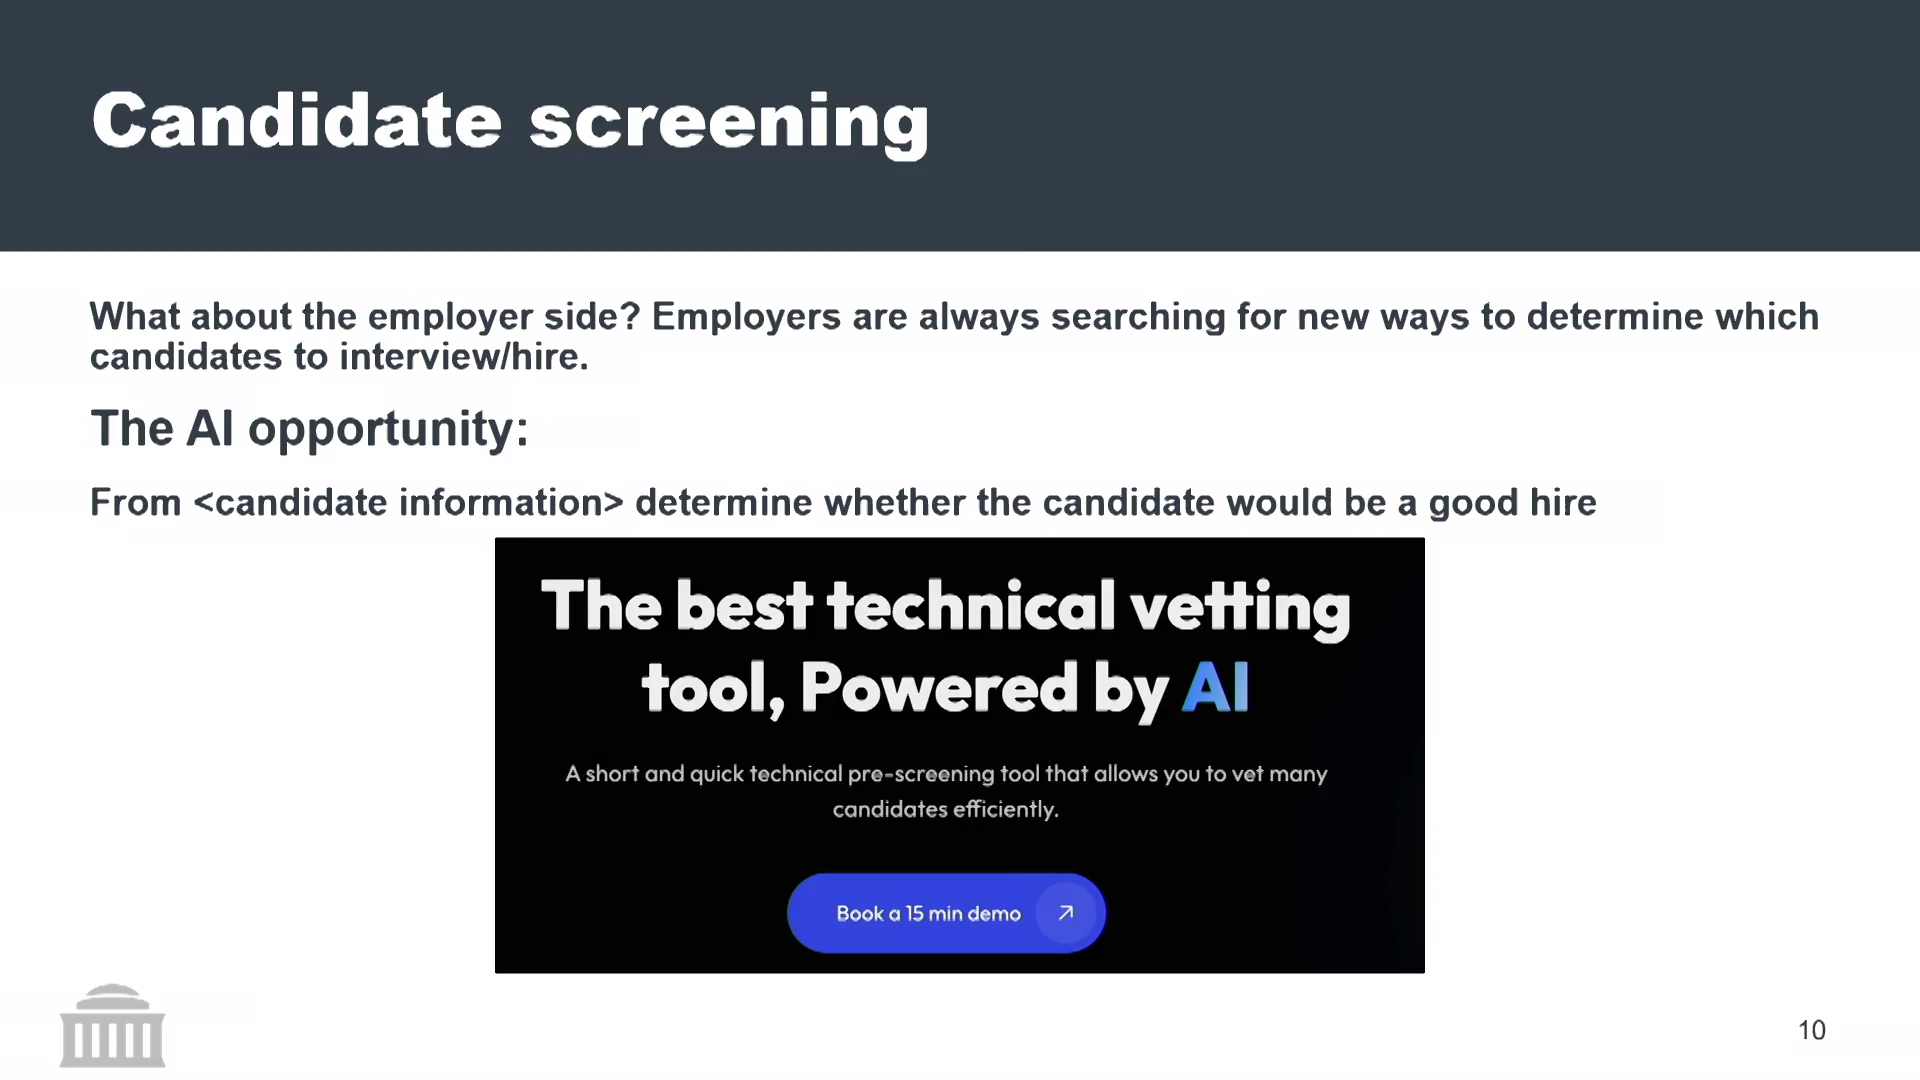 Candidate screening
What about the employer side? Employers are always searching for new ways to determine which
candidates to interview/hire.
The AI opportunity:
From <candidate information> determine whether the candidate would be a good hire
The best technical vetting
tool, Powered by AI
A short and quick technical pre-screening tool that allows you to vet many
candidates efficiently.
Book a 15 min demo
10